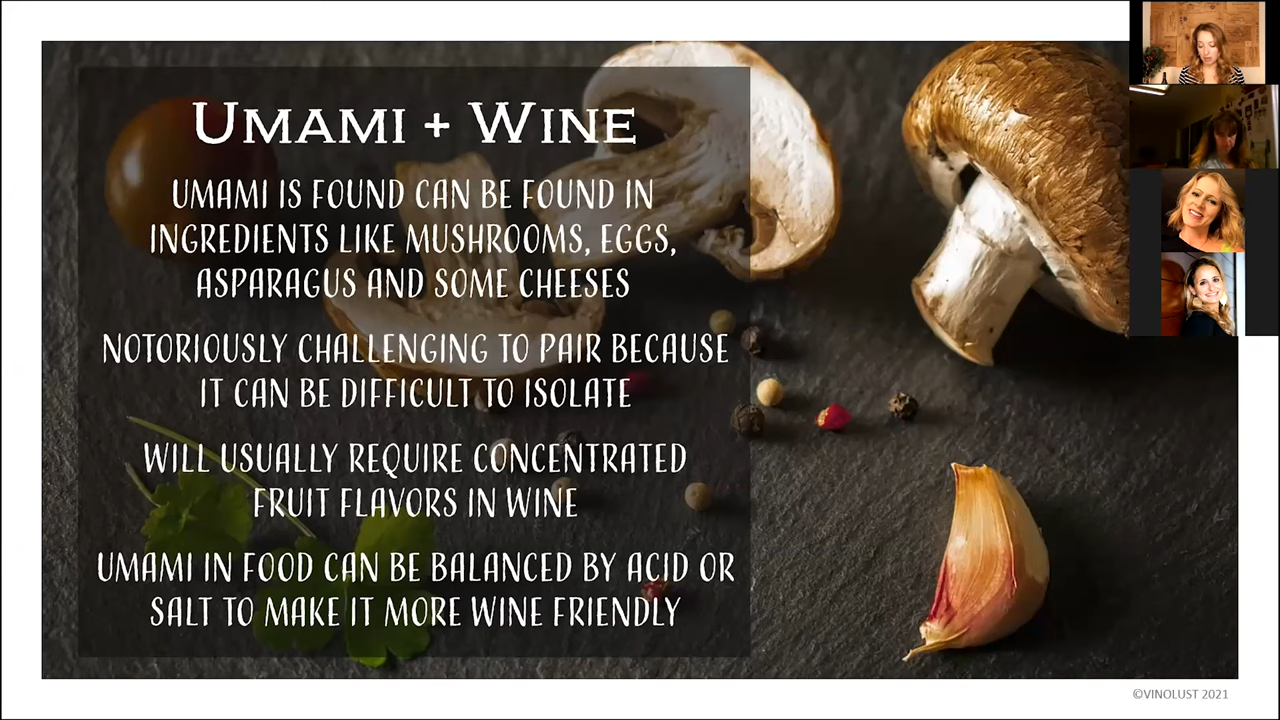 UMAMI + WINE
UMAMI IS FOUND CAN BE FOUND IN
INGREDIENTS LIKE MUSHROOMS, EGGS,
ASPARAGUS AND SOME CHEESES
NOTORIOUSLY CHALLENGING TO PAIR BECAUSE
IT CAN BE DIFFICULT TO ISOLATE
WILL USUALLY REQUIRE CONCENTRATED
FRUIT FLAVORS IN WINE
UMAMI IN FOOD CAN BE BALANCED BY ACID OR
SALT TO MAKE IT MORE WINE FRIENDLY
©VINOLUST 2021